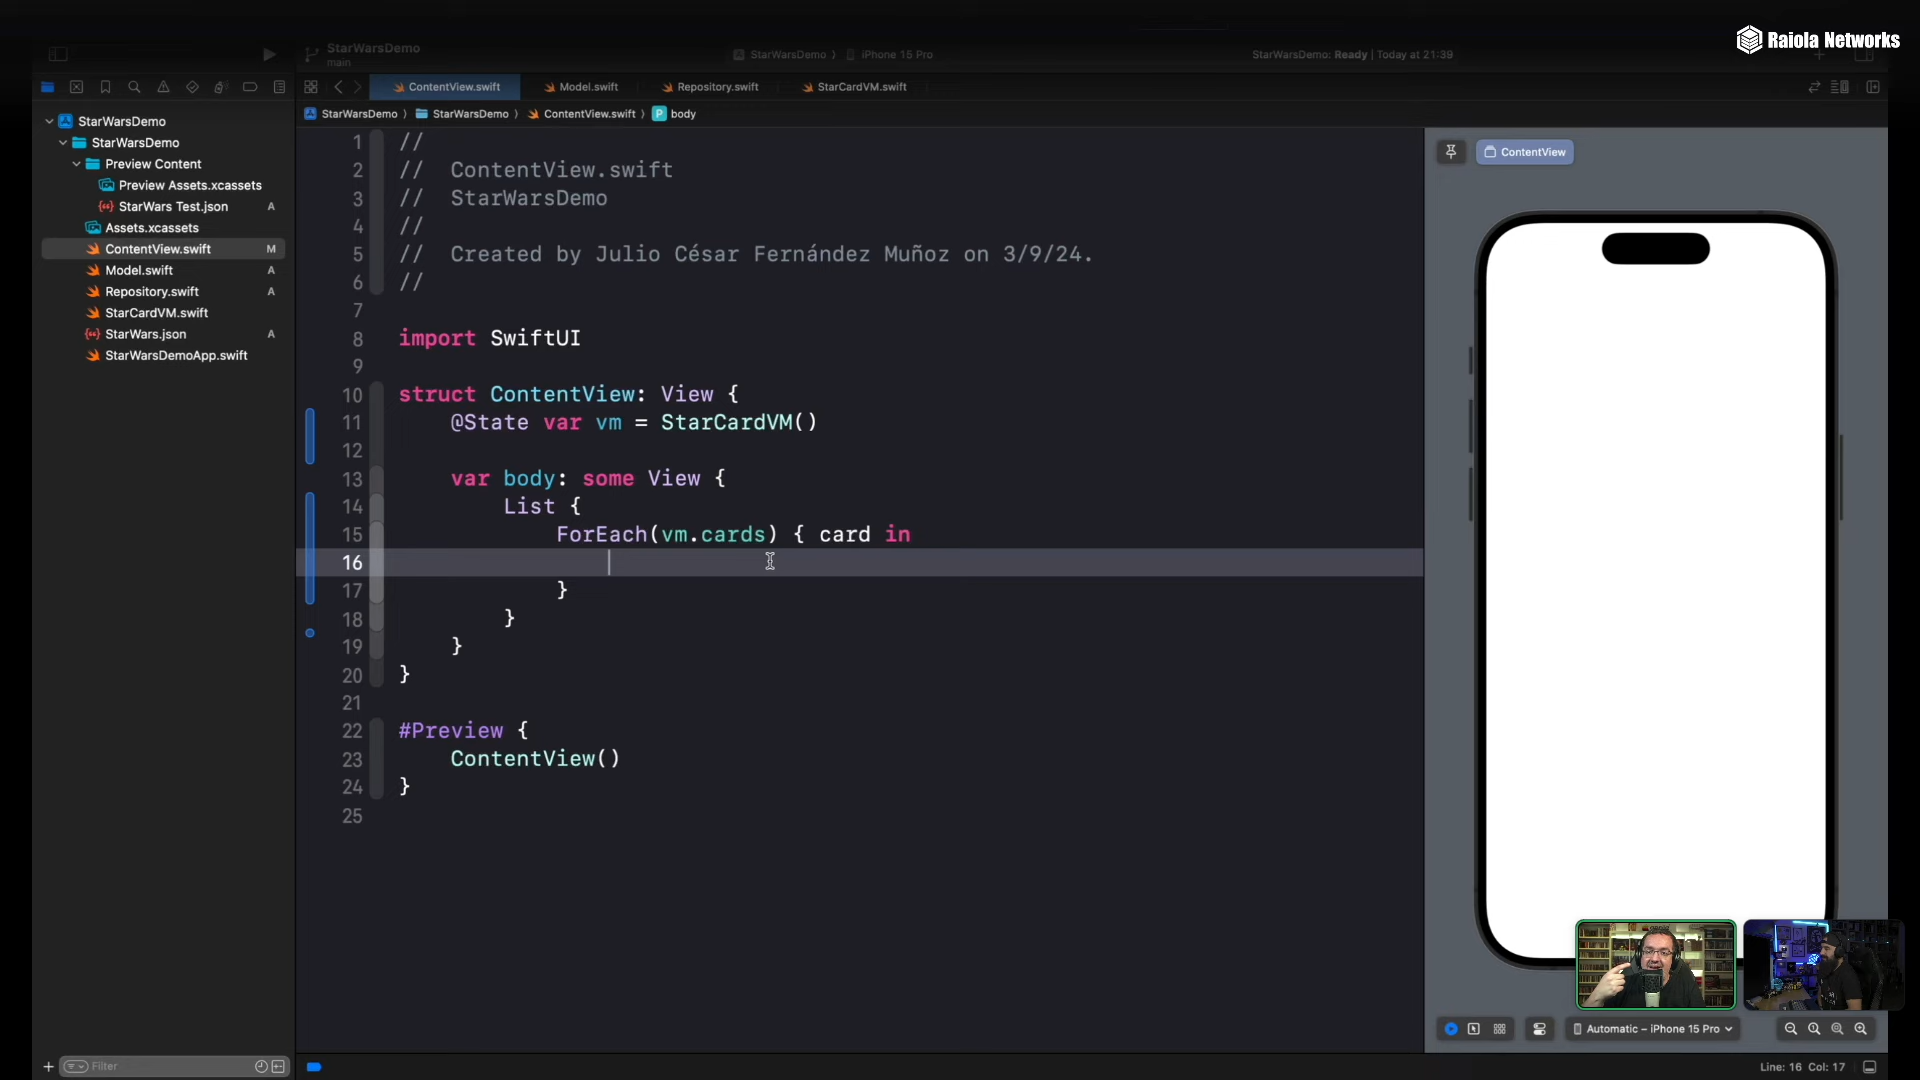 Raiola Networks
StarWarsDemo
main
StarWarsDemo
iPhone 15 Pro
StarWarsDemo: Ready | Today at 21:39
ContentView.swift
Model.swift
Repository.swift
StarCardVM.swift
StarWarsDemo
StarWarsDemo
ContentView.swift
P body
StarWarsDemo
StarWarsDemo
Preview Content
Preview Assets.xcassets
StarWars Test.json A
Assets.xcassets
ContentView.swift M
Model.swift A
Repository.swift A
StarCardVM.swift
StarWars.json A
StarWarsDemoApp.swift
1 //
2 // ContentView.swift
3 // StarWarsDemo
4 //
5 // Created by Julio César Fernández Muñoz on 3/9/24.
6 //
7
8 import SwiftUI
9
10 struct ContentView: View {
11 @State var vm = StarCardVM()
12
13 var body: some View {
14 List {
15 ForEach(vm.cards) { card in
16
17 }
18 }
19 }
20 }
21
22 #Preview {
23 ContentView()
24 }
25
ContentView
Automatic – iPhone 15 Pro
Filter
Line: 16 Col: 17